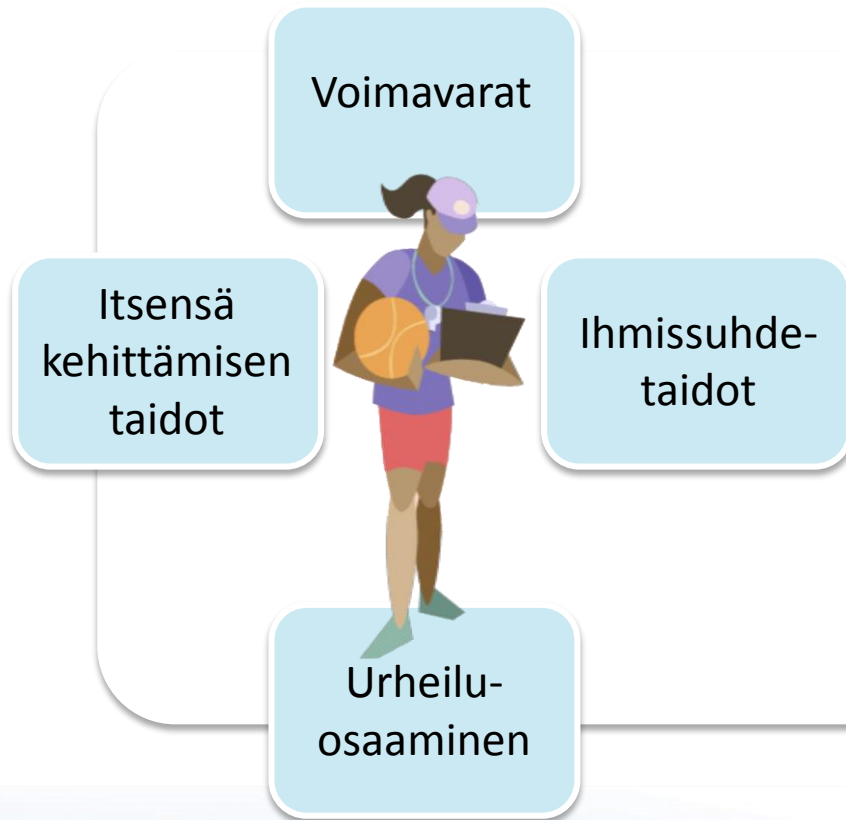 Voimavarat
Itsensä
kehittämisen
taidot
Ihmissuhde-
taidot
Urheilu-
osaaminen